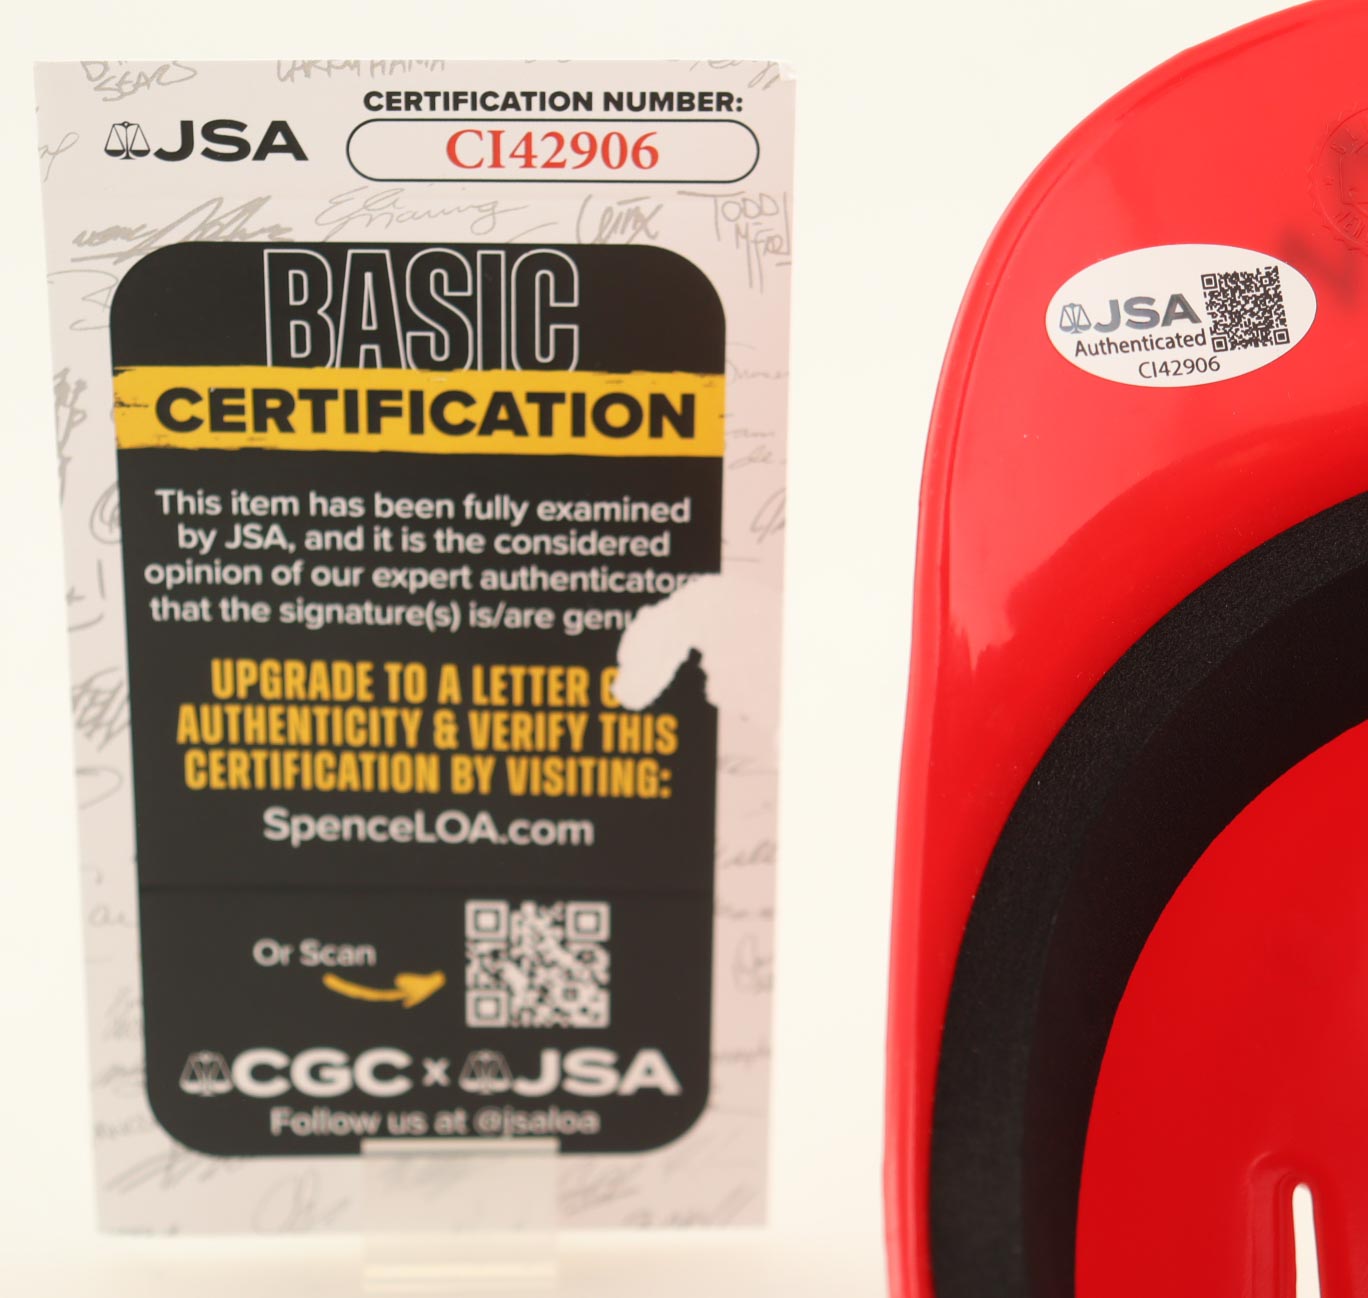 CERTIFICATION NUMBER:
JSA
CI42906
BASIC
CERTIFICATION
This item has been fully examined
by JSA, and it is the considered
opinion of our expert authenticators
that the signature(s) is/are
UPGRADE TO A LETTER
AUTHENTICITY & VERIFY THIS
CERTIFICATION BY VISITING:
SpenceLOA.com
Or Scan
CGC x JSA
Follow us at @jsaloa
JSA
Authenticated
CI42906